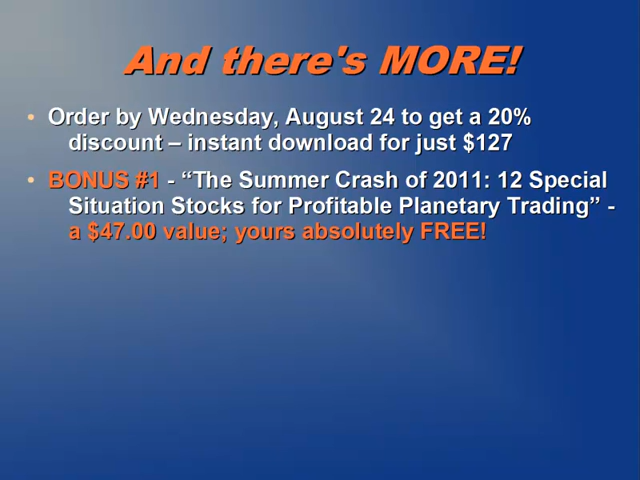 And there's MORE!
• Order by Wednesday, August 24 to get a 20%
discount – instant download for just $127
• BONUS #1 - “The Summer Crash of 2011: 12 Special
Situation Stocks for Profitable Planetary Trading” -
a $47.00 value; yours absolutely FREE!